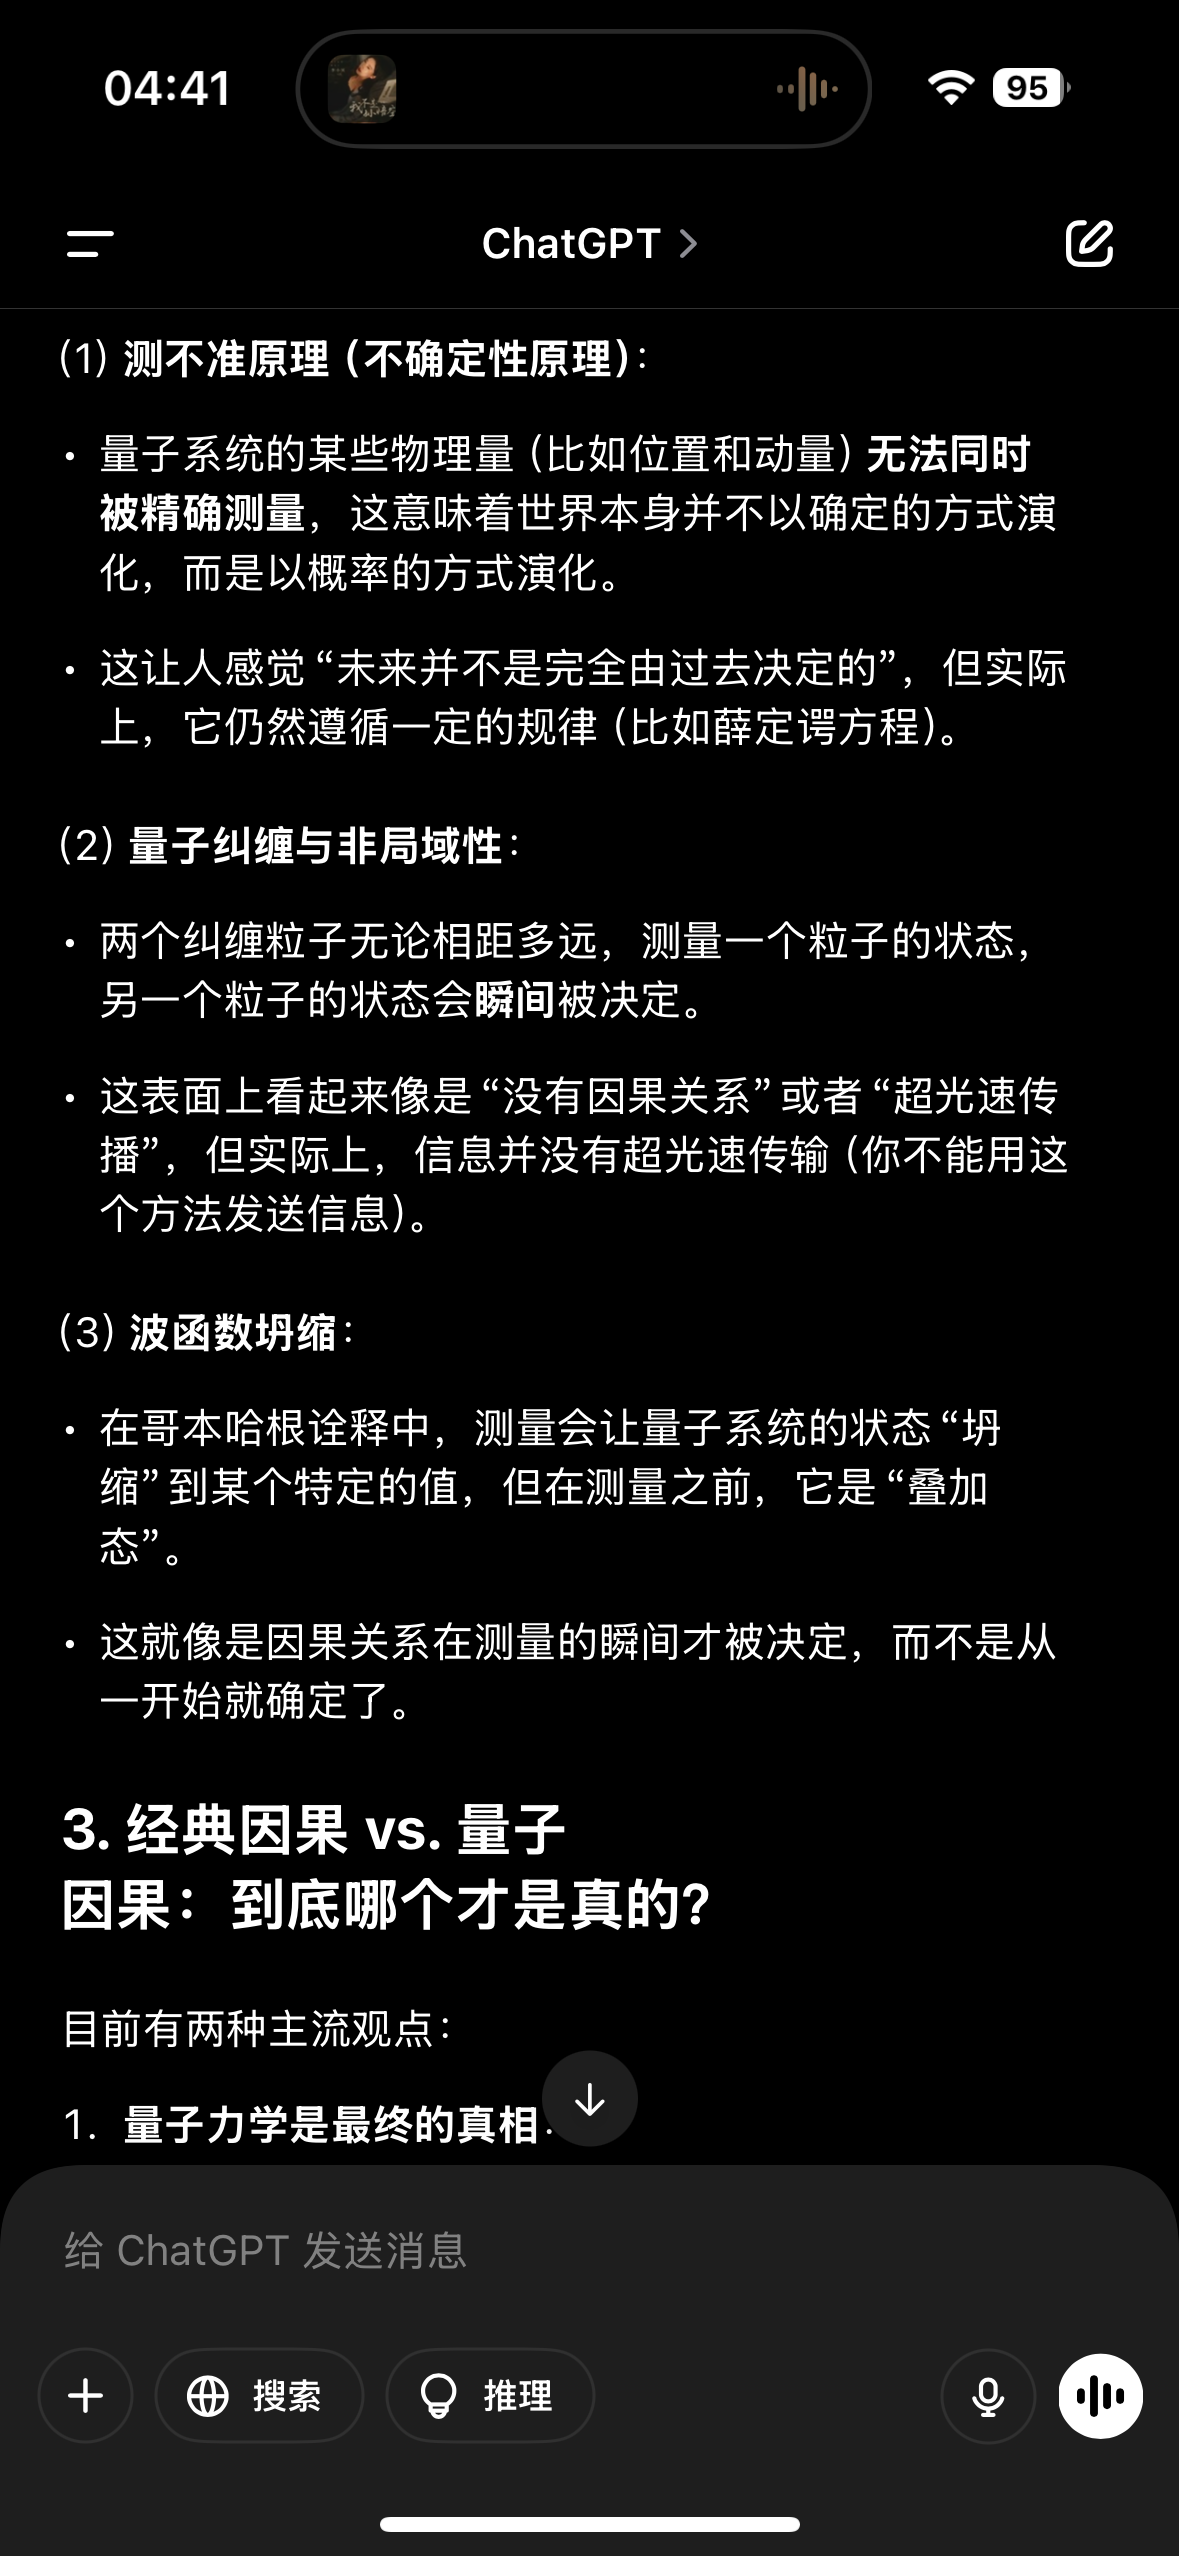 04:41
95
ChatGPT
(1) 测不准原理（不确定性原理）：
• 量子系统的某些物理量（比如位置和动量）无法同时
被精确测量，这意味着世界本身并不以确定的方式演
化，而是以概率的方式演化。
• 这让人感觉“未来并不是完全由过去决定的”，但实际
上，它仍然遵循一定的规律（比如薛定谔方程）。
(2) 量子纠缠与非局域性：
• 两个纠缠粒子无论相距多远，测量一个粒子的状态，
另一个粒子的状态会瞬间被决定。
• 这表面上看起来像是“没有因果关系”或者“超光速传
播”，但实际上，信息并没有超光速传输（你不能用这
个方法发送信息）。
(3) 波函数坍缩：
• 在哥本哈根诠释中，测量会让量子系统的状态“坍
缩”到某个特定的值，但在测量之前，它是“叠加
态”。
• 这就像是因果关系在测量的瞬间才被决定，而不是从
一开始就确定了。
3. 经典因果 vs. 量子
因果：到底哪个才是真的？
目前有两种主流观点：
1. 量子力学是最终的真相
给 ChatGPT 发送消息
搜索
推理